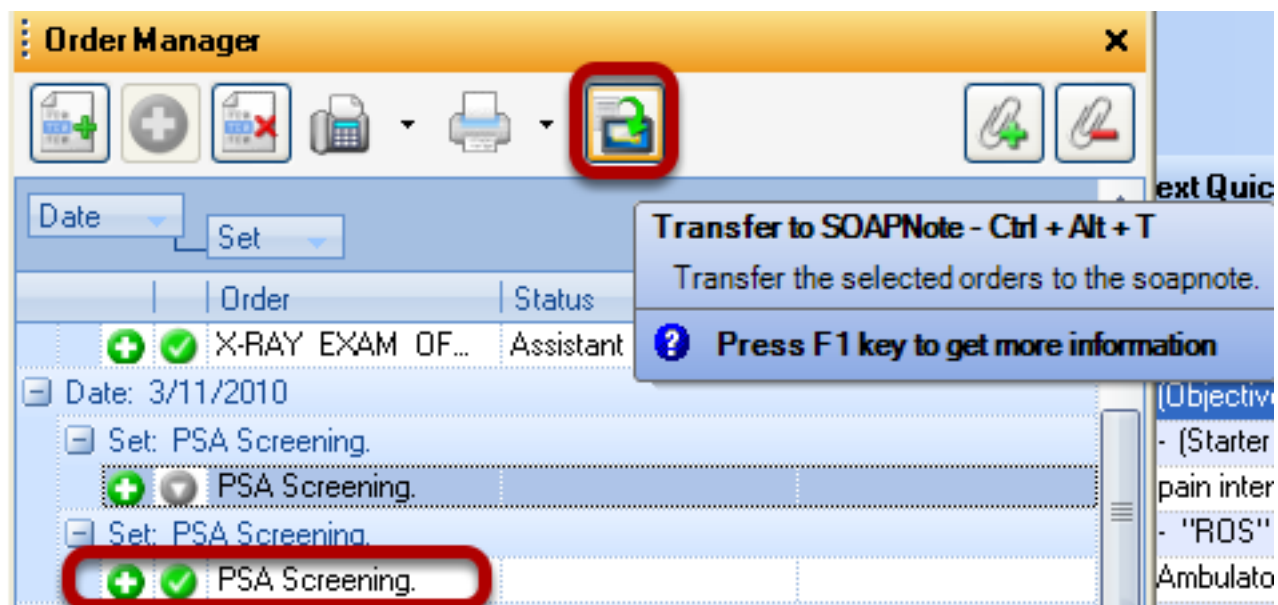 Order Manager
Date
Set
ext Quic
Transfer to SOAPNote - Ctrl + Alt + T
Transfer the selected orders to the soapnote.
Press F1 key to get more information
Order Status
X-RAY EXAM OF... Assistant
Date: 3/11/2010
(Objective
Set: PSA Screening.
- (Starter
PSA Screening.
pain inter
Set: PSA Screening.
- "ROS"
PSA Screening.
Ambulato